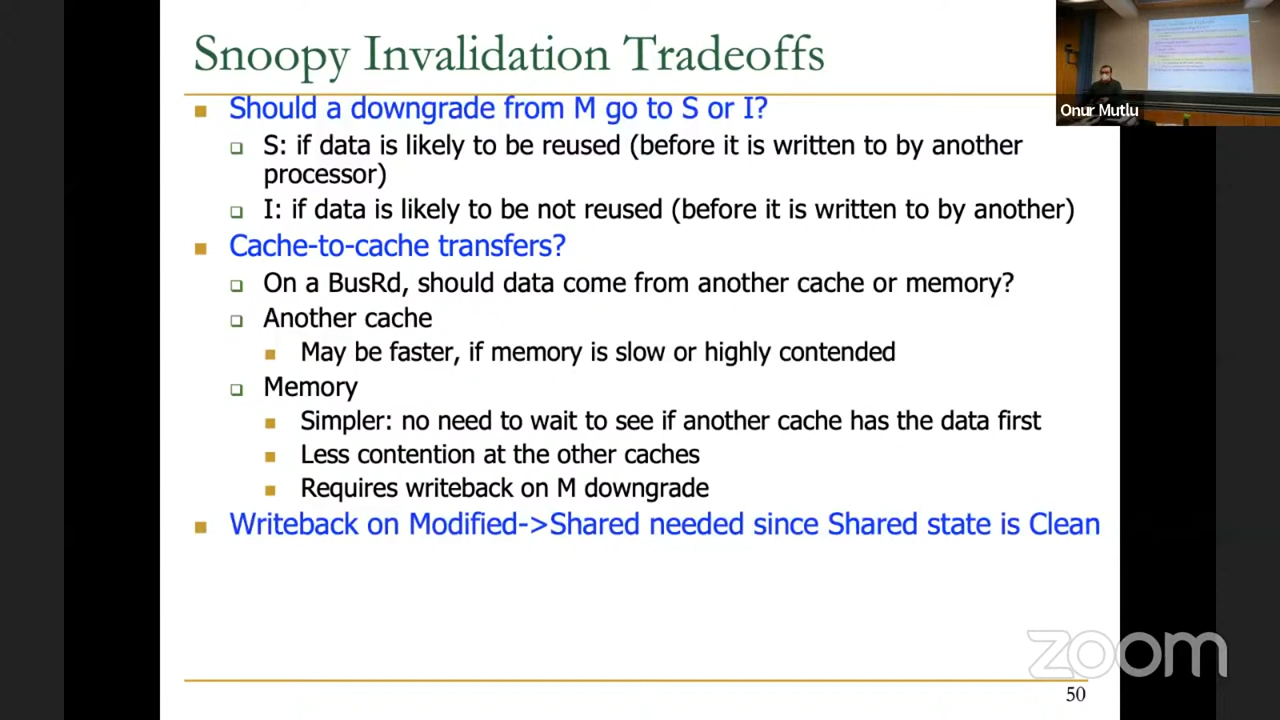 Snoopy Invalidation Tradeoffs
Should a downgrade from M go to S or I?
S: if data is likely to be reused (before it is written to by another
processor)
I: if data is likely to be not reused (before it is written to by another)
Cache-to-cache transfers?
On a BusRd, should data come from another cache or memory?
Another cache
May be faster, if memory is slow or highly contended
Memory
Simpler: no need to wait to see if another cache has the data first
Less contention at the other caches
Requires writeback on M downgrade
Writeback on Modified->Shared needed since Shared state is Clean
Onur Mutlu
zoom
50